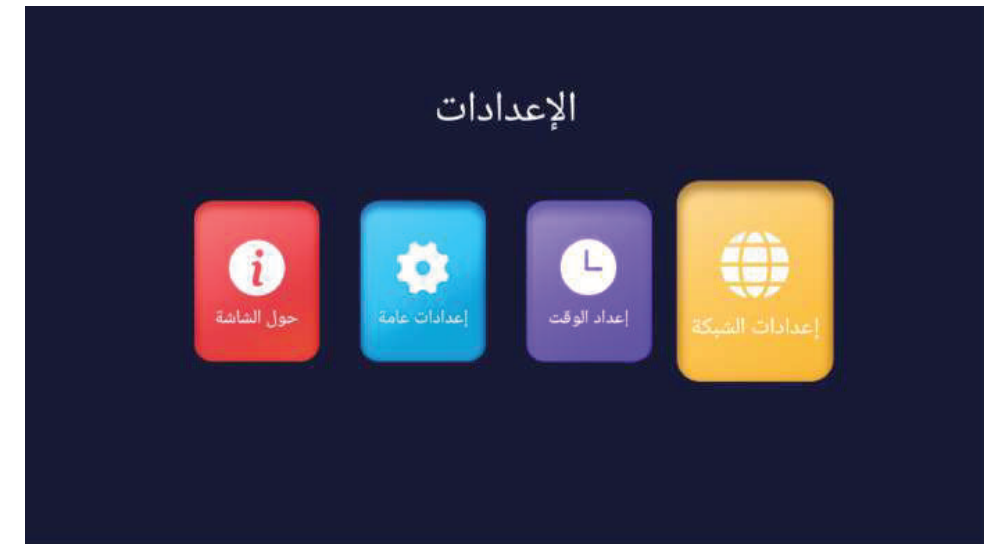 الإعدادات
إعدادات الشبكة
إعداد الوقت
إعدادات عامة
حول الشاشة